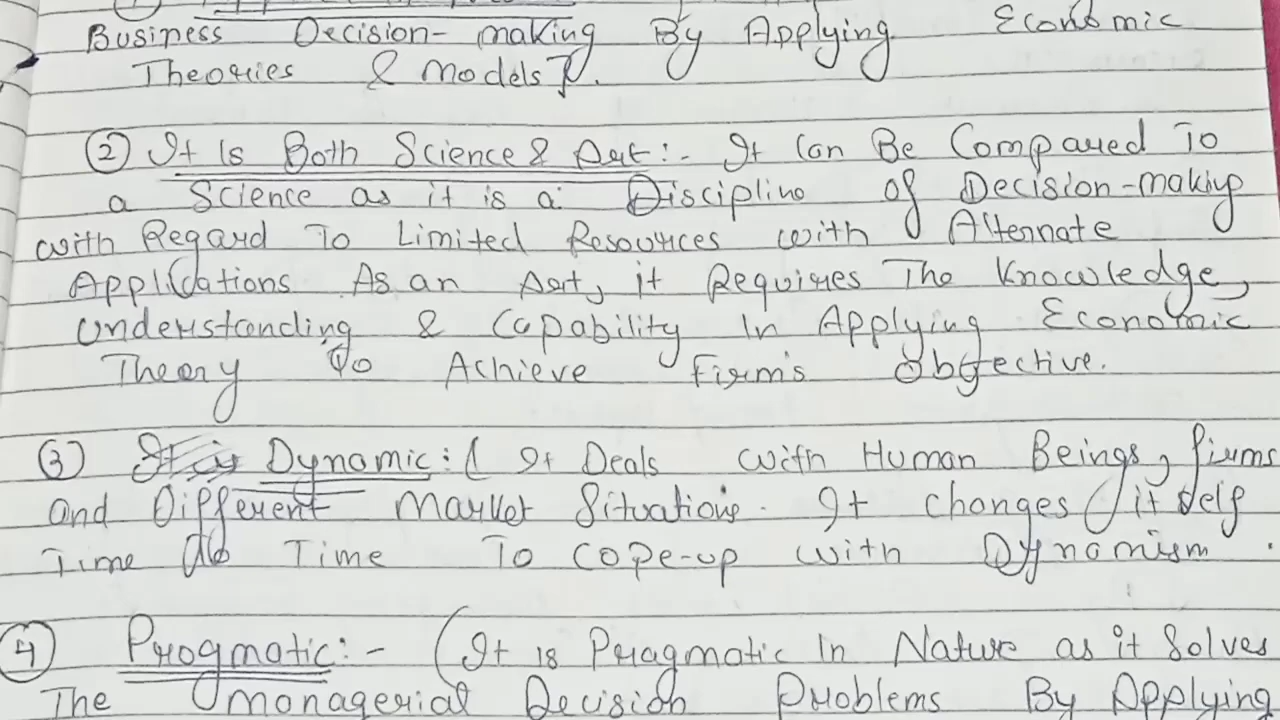 Business Decision-making By Applying Economic
Theories & Models.
② It Is Both Science & Art:- It Can Be Compared To
a Science as it is a Discipline of Decision-making
with Regard To Limited Resources with Alternate
Applications As an Art, it Requires The Knowledge,
Understanding & Capability In Applying Economic
Theory To Achieve Firm's Objective.
③ Dynamic:( It Deals with Human Beings, firms
and Different Market Situations. It changes itself
Time To Time To Cope-up with Dynamism.
④ Pragmatic:- (It is Pragmatic In Nature as it Solves
The Managerial Decision Problems By Applying